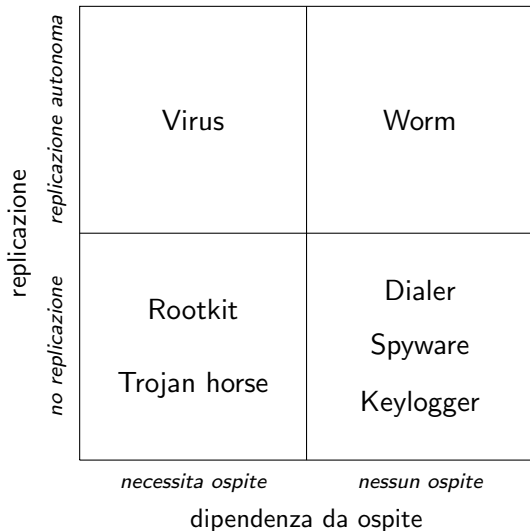 replicazione
replicazione autonoma
Virus
Worm
no replicazione
Rootkit
Trojan horse
Dialer
Spyware
Keylogger
necessita ospite
nessun ospite
dipendenza da ospite